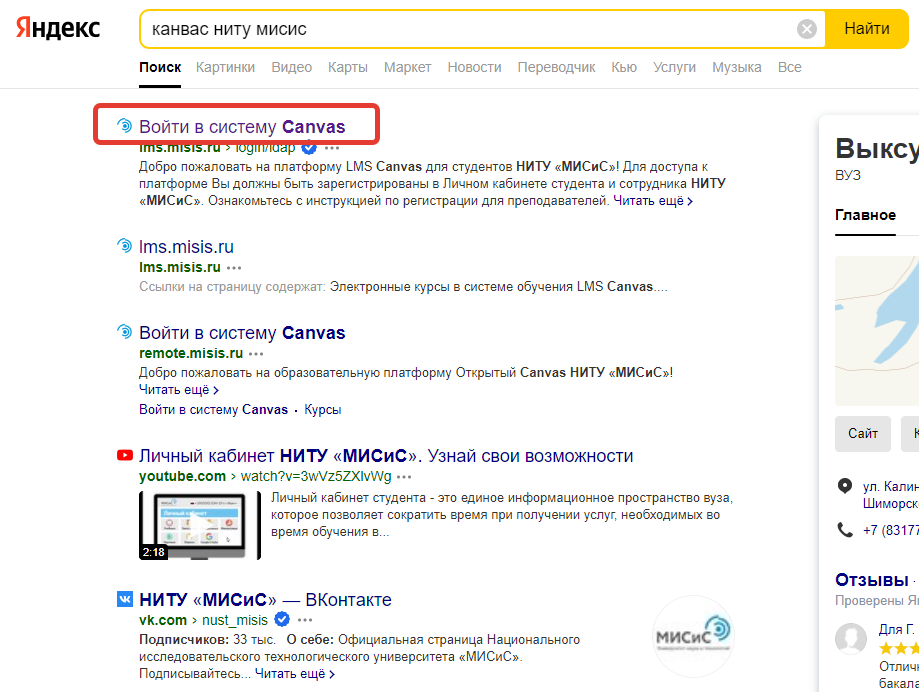 Яндекс
канвас ниту мисис
Найти
Поиск Картинки Видео Карты Маркет Новости Переводчик Кью Услуги Музыка Все
Войти в систему Canvas
lms.misis.ru › login/ldap
Добро пожаловать на платформу LMS Canvas для студентов НИТУ «МИСиС»! Для доступа к
платформе Вы должны быть зарегистрированы в Личном кабинете студента и сотрудника НИТУ
«МИСиС». Ознакомьтесь с инструкцией по регистрации для преподавателей. Читать ещё ›
lms.misis.ru
lms.misis.ru
Ссылки на страницу содержат: Электронные курсы в системе обучения LMS Canvas....
Войти в систему Canvas
remote.misis.ru
Добро пожаловать на образовательную платформу Открытый Canvas НИТУ «МИСиС»!
Читать ещё ›
Войти в систему Canvas · Курсы
Личный кабинет НИТУ «МИСиС». Узнай свои возможности
youtube.com › watch?v=3wVz5ZXIvWg
Личный кабинет
2:18
Личный кабинет студента - это единое информационное пространство вуза,
которое позволяет сократить время при получении услуг, необходимых во
время обучения в...
НИТУ «МИСиС» — ВКонтакте
vk.com › nust_misis
Подписчиков: 33 тыс. О себе: Официальная страница Национального
исследовательского технологического университета «МИСиС».
Подписывайтесь... Читать ещё ›
МИСиС
Выксу
ВУЗ
Главное
Сайт
К
ул. Калин
Шиморск
+7 (83177
Отзывы ·
Проверены Ян
Для Г.
Отличн
бакала